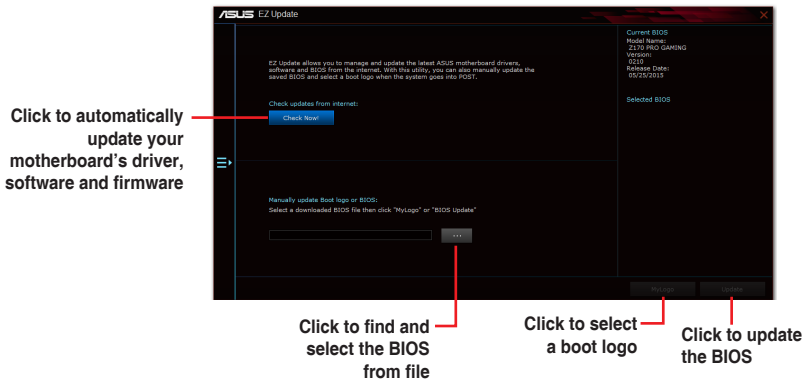 ASUS EZ Update
EZ Update allows you to manage and update the latest ASUS motherboard drivers,
software and BIOS from the internet. With this utility, you can also manually update the
saved BIOS and select a boot logo when the system goes into POST.
Check updates from internet:
Check Now!
Manually update Boot logo or BIOS:
Select a downloaded BIOS file then click "MyLogo" or "BIOS Update"
...
Current BIOS
Model Name:
Z170 PRO GAMING
Version:
0210
Release Date:
05/25/2015
Selected BIOS
MyLogo
Update
Click to automatically
update your
motherboard's driver,
software and firmware
Click to find and
select the BIOS
from file
Click to select
a boot logo
Click to update
the BIOS